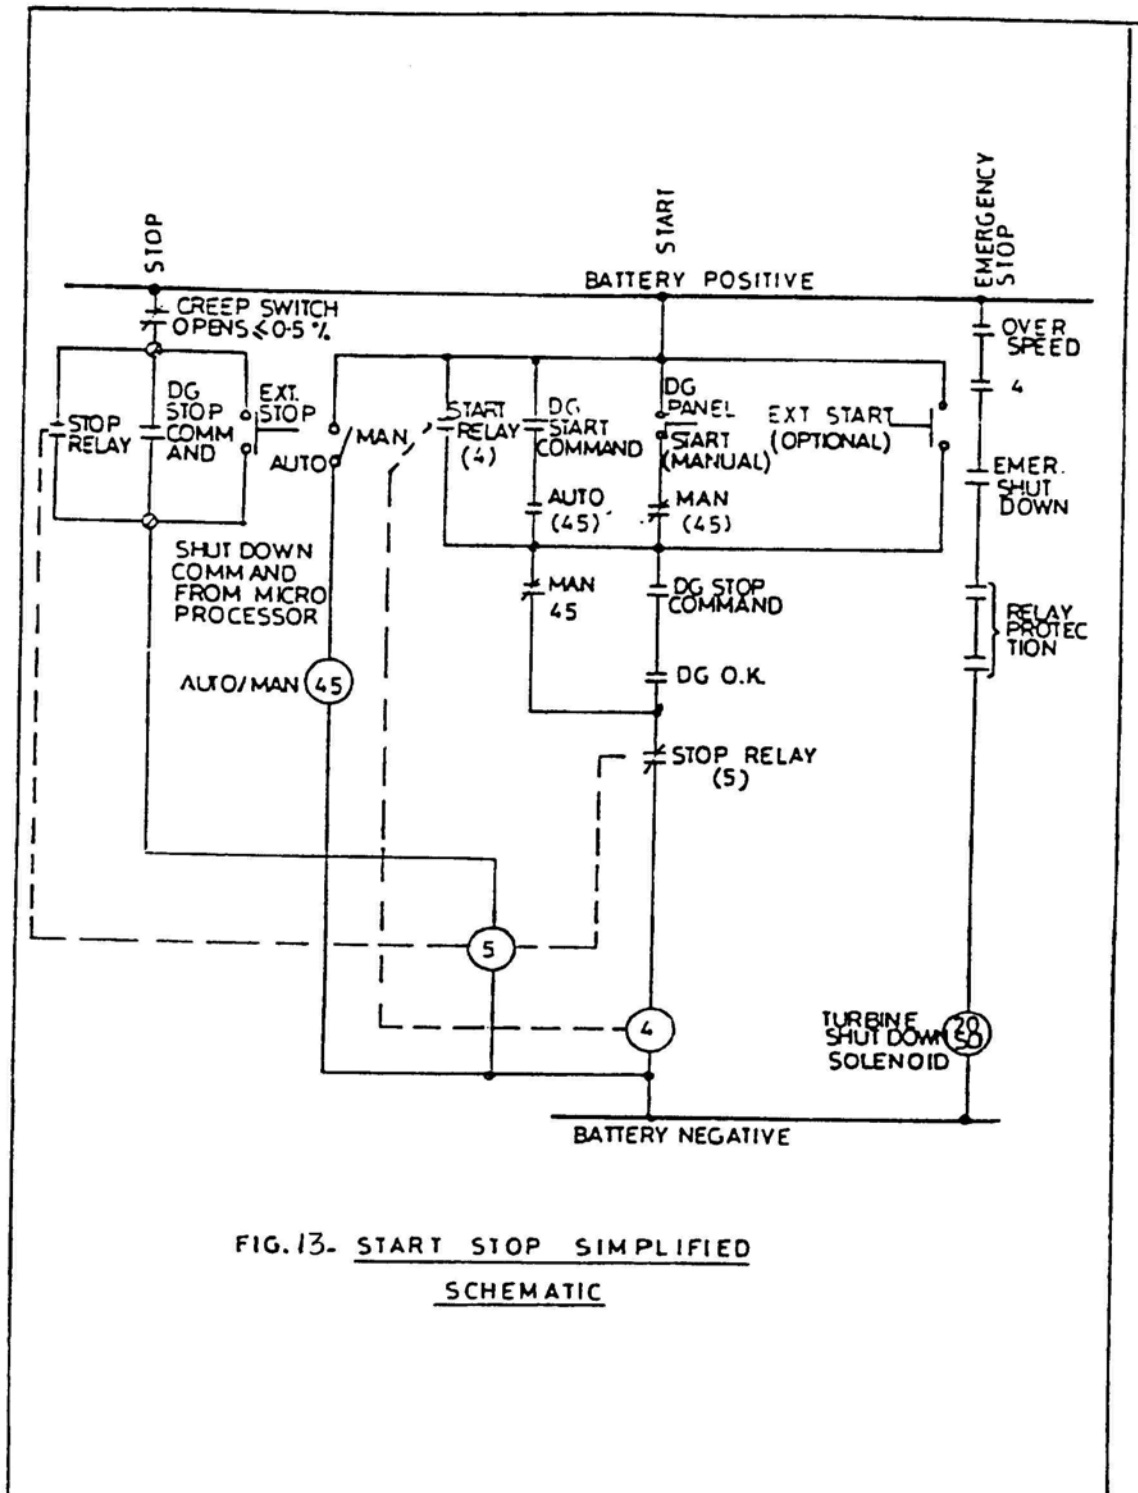 STOP
START
EMERGENCY
STOP
BATTERY POSITIVE
CREEP SWITCH
OPENS ≤ 0·5 %
OVER
SPEED
4
STOP
RELAY
DG
STOP
COMM
AND
EXT.
STOP
AUTO
MAN
START
RELAY
(4)
DG
START
COMMAND
DG
PANEL
START
(MANUAL)
EXT START
(OPTIONAL)
EMER.
SHUT
DOWN
AUTO
(45)
MAN
(45)
SHUT DOWN
COMMAND
FROM MICRO
PROCESSOR
MAN
45
DG STOP
COMMAND
RELAY
PROTEC
TION
AUTO/MAN 45
DG O.K.
STOP RELAY
(5)
5
4
TURBINE
SHUT DOWN
SOLENOID
20
SD
BATTERY NEGATIVE
FIG.13- START STOP SIMPLIFIED
SCHEMATIC